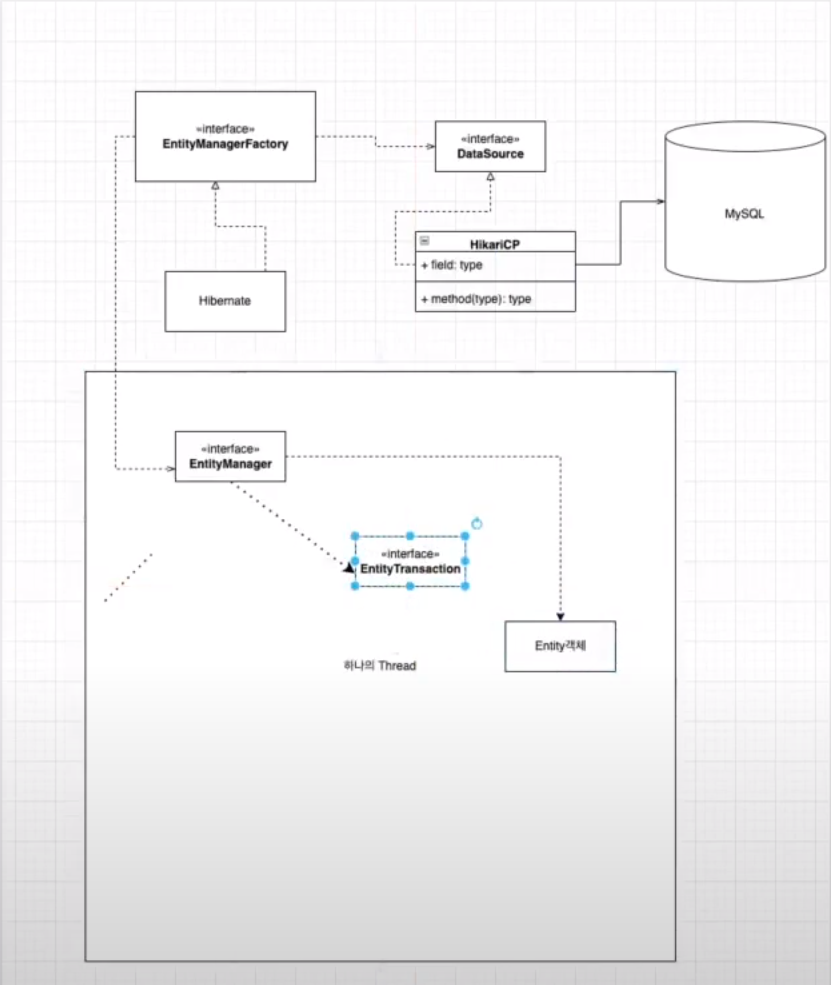 «interface»
EntityManagerFactory
«interface»
DataSource
MySQL
HikariCP
+ field: type
+ method(type): type
Hibernate
«interface»
EntityManager
«interface»
EntityTransaction
Entity객체
하나의 Thread